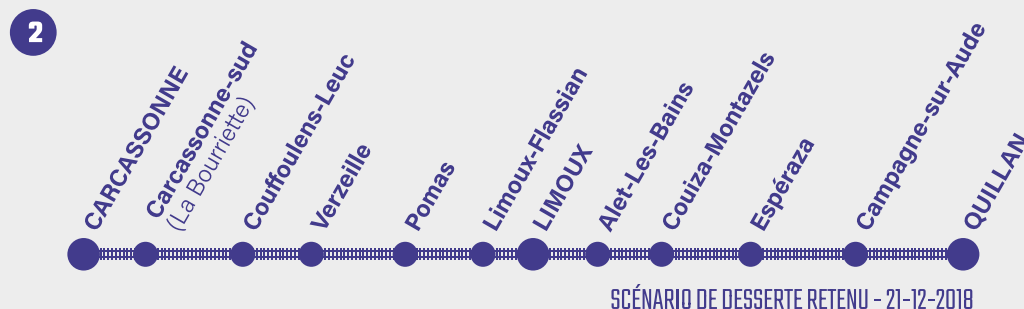 2
CARCASSONNE
Carcassonne-sud
(La Bourriette)
Couffoulens-Leuc
Verzeille
Pomas
Limoux-Flassian
LIMOUX
Alet-Les-Bains
Couiza-Montazels
Espéraza
Campagne-sur-Aude
QUILLAN
SCÉNARIO DE DESSERTE RETENU - 21-12-2018